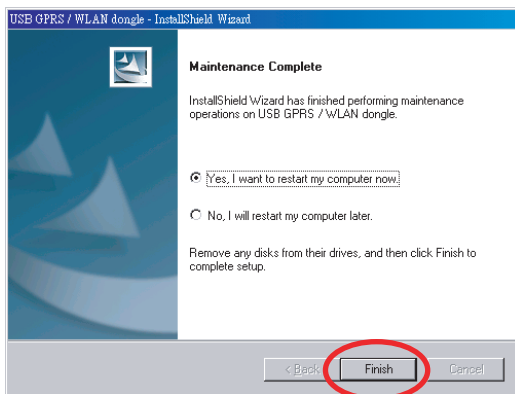 USB GPRS / WLAN dongle - InstallShield Wizard
Maintenance Complete
InstallShield Wizard has finished performing maintenance
operations on USB GPRS / WLAN dongle.
Yes, I want to restart my computer now.
No, I will restart my computer later.
Remove any disks from their drives, and then click Finish to
complete setup.
< Back Finish Cancel